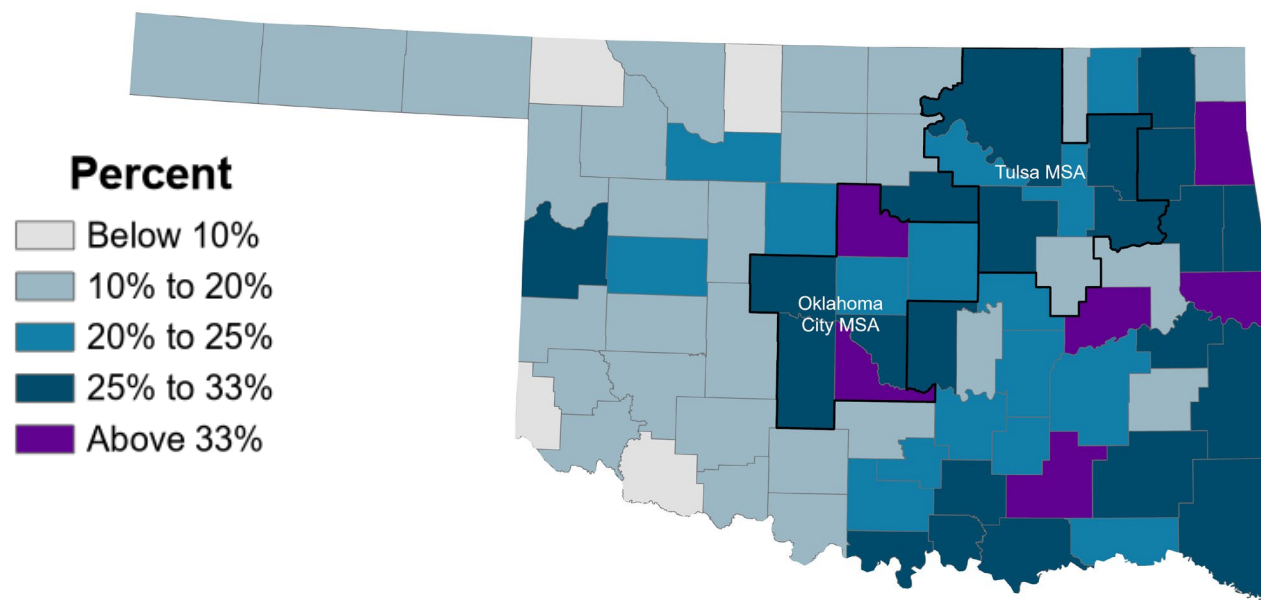 Percent
Below 10%
10% to 20%
20% to 25%
25% to 33%
Above 33%
Tulsa MSA
Oklahoma
City MSA